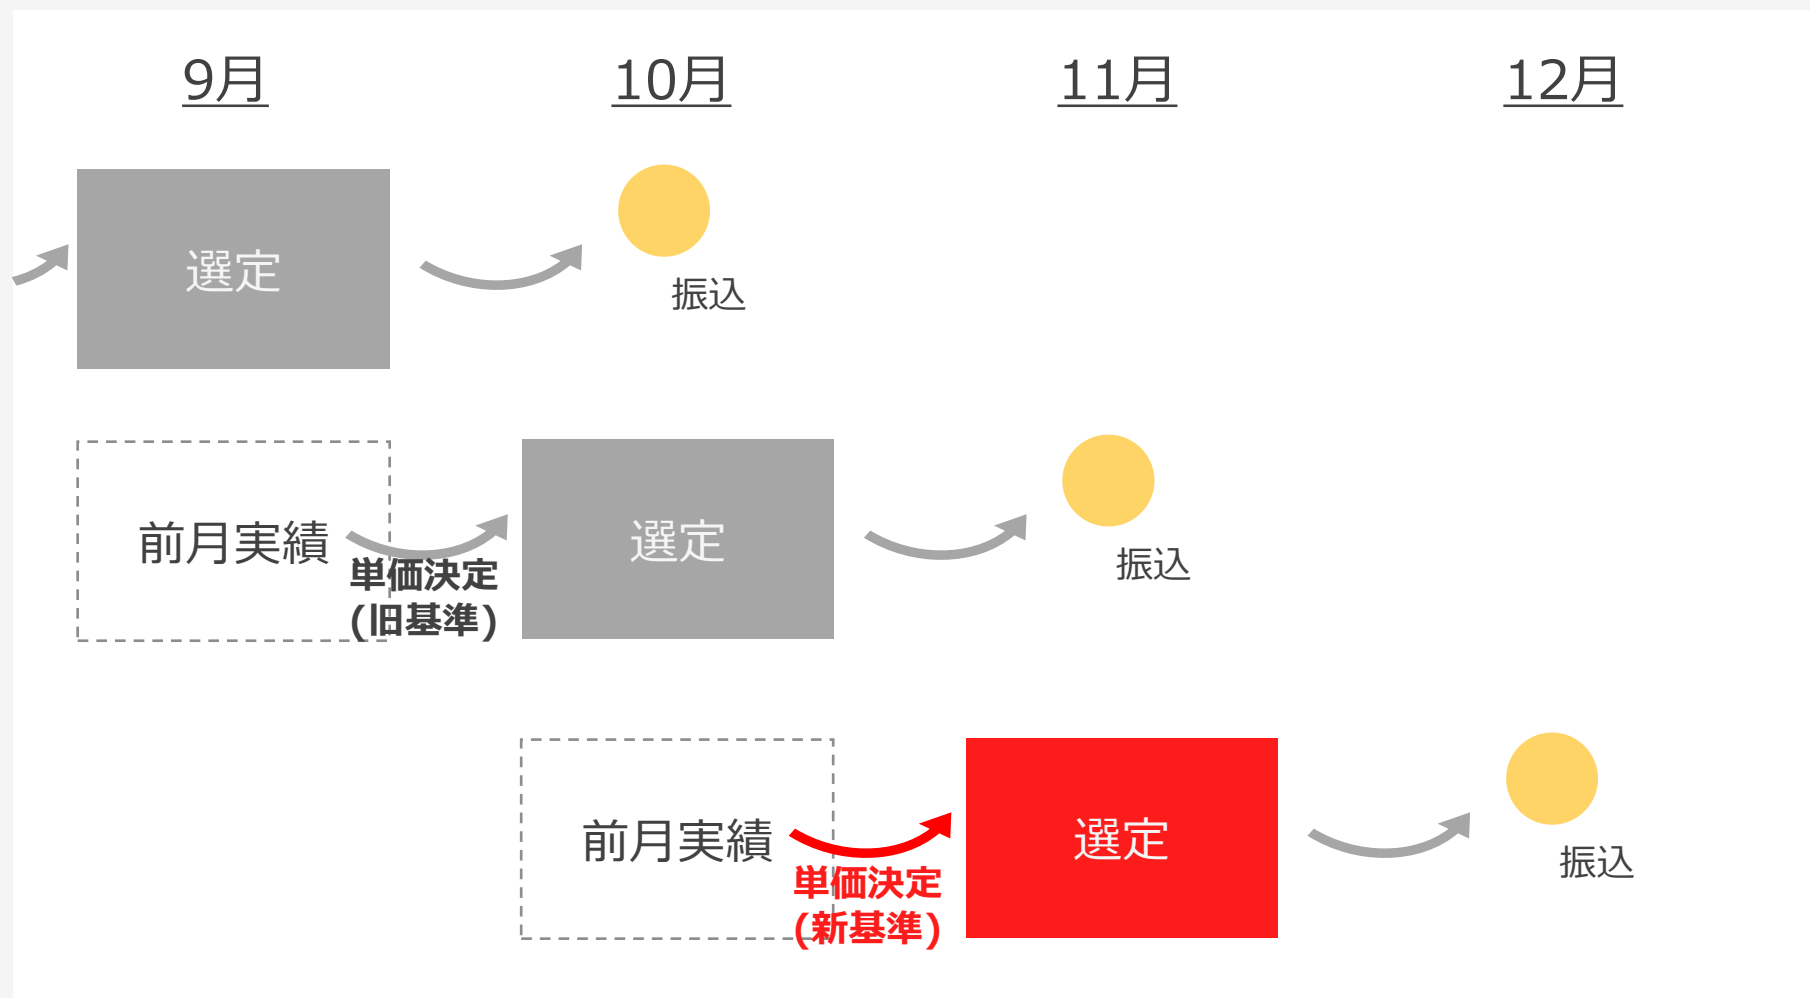 9月
10月
11月
12月
選定
振込
前月実績
単価決定
(旧基準)
選定
振込
前月実績
単価決定
(新基準)
選定
振込